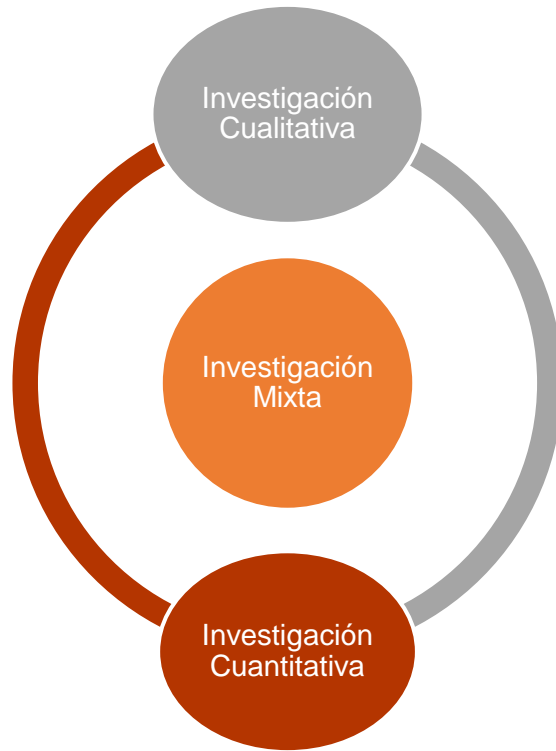 Investigación
Cualitativa
Investigación
Mixta
Investigación
Cuantitativa